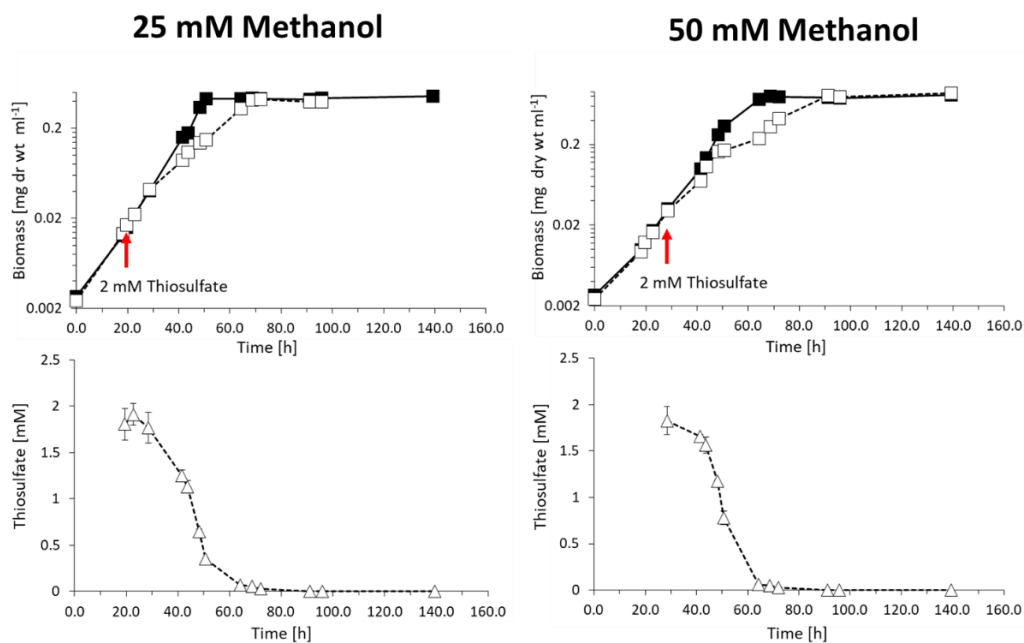 25 mM Methanol
50 mM Methanol
Biomass [mg dr wt ml-1]
0.2
0.02
0.002
2 mM Thiosulfate
0.0 20.0 40.0 60.0 80.0 100.0 120.0 140.0 160.0
Time [h]
Biomass [mg dry wt ml-1]
0.2
0.02
0.002
2 mM Thiosulfate
0.0 20.0 40.0 60.0 80.0 100.0 120.0 140.0 160.0
Time [h]
Thiosulfate [mM]
2.5
2
1.5
1
0.5
0
0.0 20.0 40.0 60.0 80.0 100.0 120.0 140.0 160.0
Time [h]
Thiosulfate [mM]
2.5
2
1.5
1
0.5
0
0.0 20.0 40.0 60.0 80.0 100.0 120.0 140.0 160.0
Time [h]